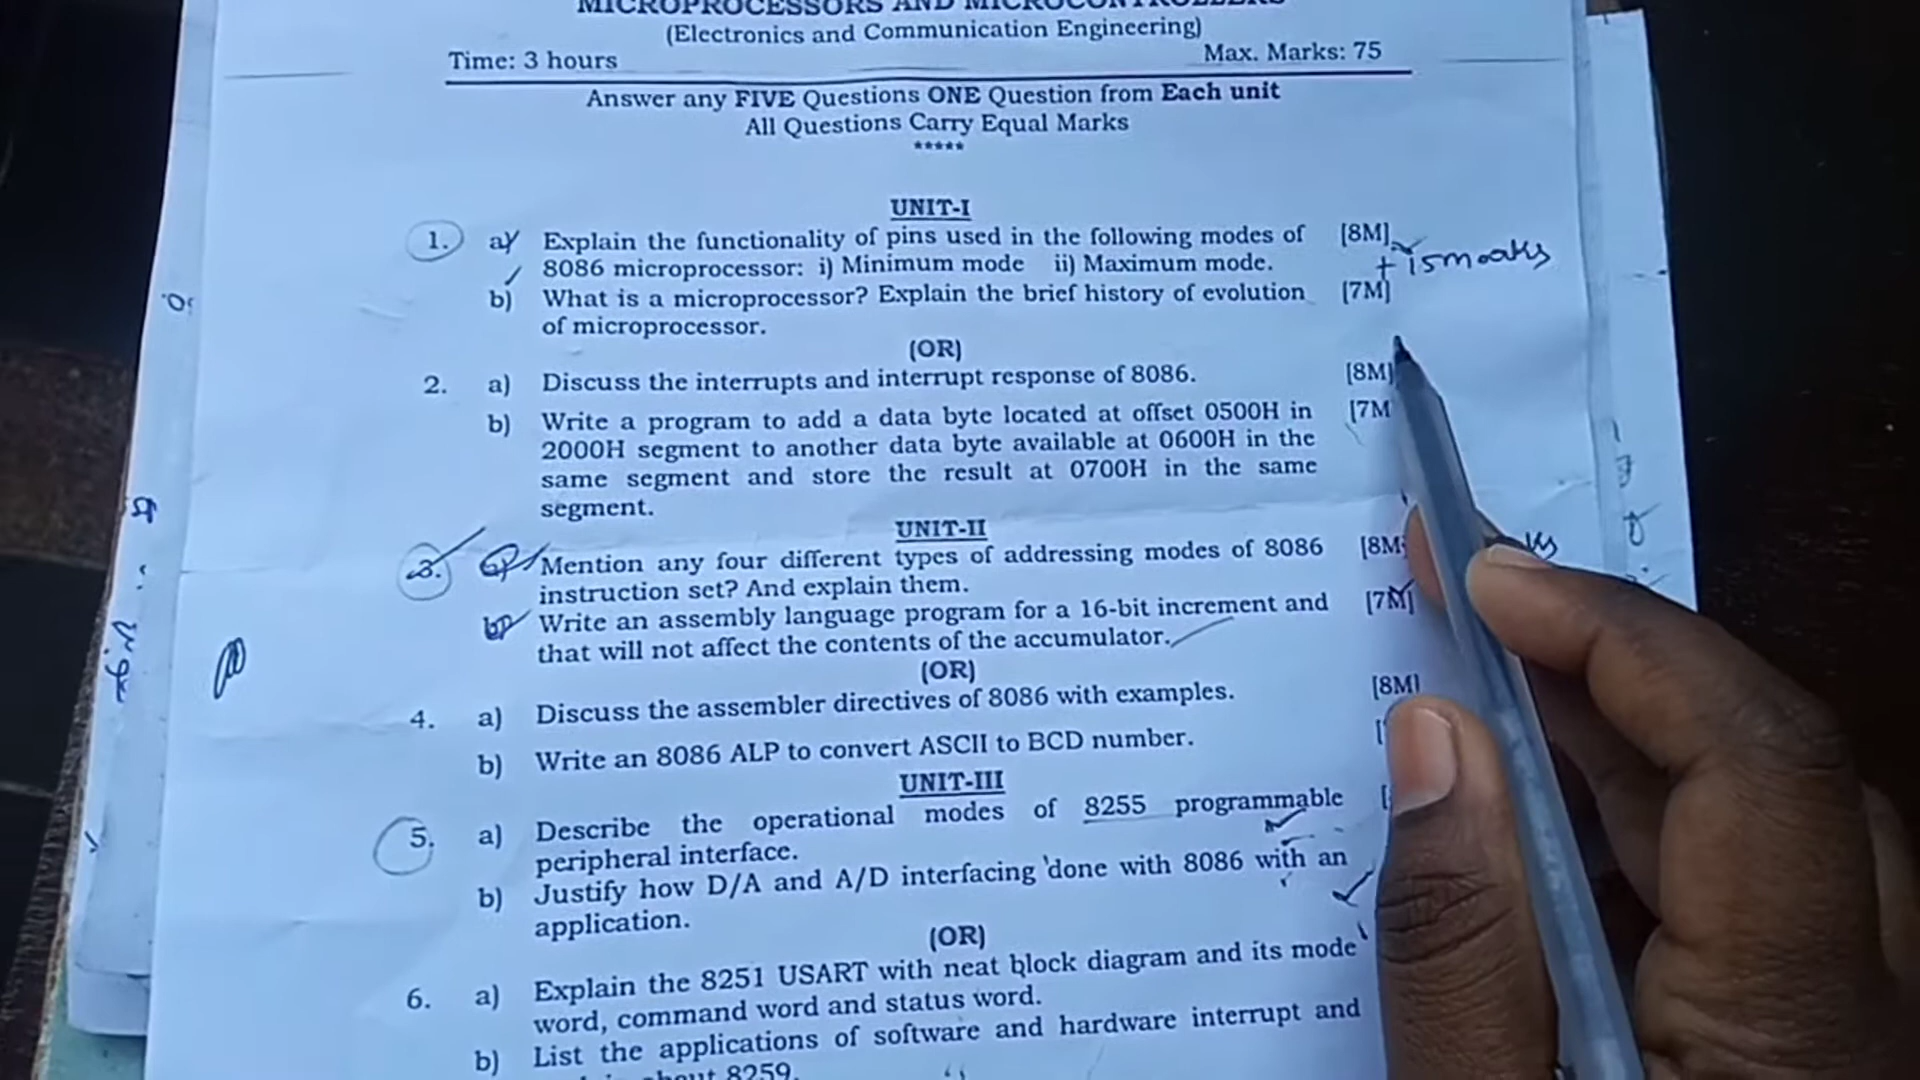 MICROPROCESSORS AND MICROCONTROLLERS
(Electronics and Communication Engineering)
Time: 3 hours Max. Marks: 75
Answer any FIVE Questions ONE Question from Each unit
All Questions Carry Equal Marks
*****
UNIT-I
1. a) Explain the functionality of pins used in the following modes of [8M]
8086 microprocessor: i) Minimum mode ii) Maximum mode. + 15 marks
b) What is a microprocessor? Explain the brief history of evolution [7M]
of microprocessor.
(OR)
2. a) Discuss the interrupts and interrupt response of 8086. [8M]
b) Write a program to add a data byte located at offset 0500H in [7M
2000H segment to another data byte available at 0600H in the
same segment and store the result at 0700H in the same
segment.
UNIT-II
3. a) Mention any four different types of addressing modes of 8086 [8M
instruction set? And explain them.
b) Write an assembly language program for a 16-bit increment and [7M]
that will not affect the contents of the accumulator.
(OR)
4. a) Discuss the assembler directives of 8086 with examples. [8M]
b) Write an 8086 ALP to convert ASCII to BCD number. [
UNIT-III
5. a) Describe the operational modes of 8255 programmable [
peripheral interface.
b) Justify how D/A and A/D interfacing done with 8086 with an
application.
(OR)
6. a) Explain the 8251 USART with neat block diagram and its mode
word, command word and status word.
b) List the applications of software and hardware interrupt and
about 8259.